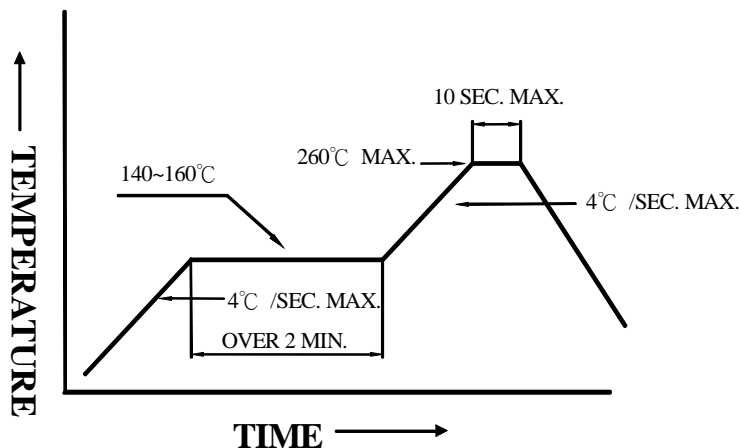 10 SEC. MAX.
260℃ MAX.
140~160℃
4℃ /SEC. MAX.
4℃ /SEC. MAX.
OVER 2 MIN.
TEMPERATURE
TIME